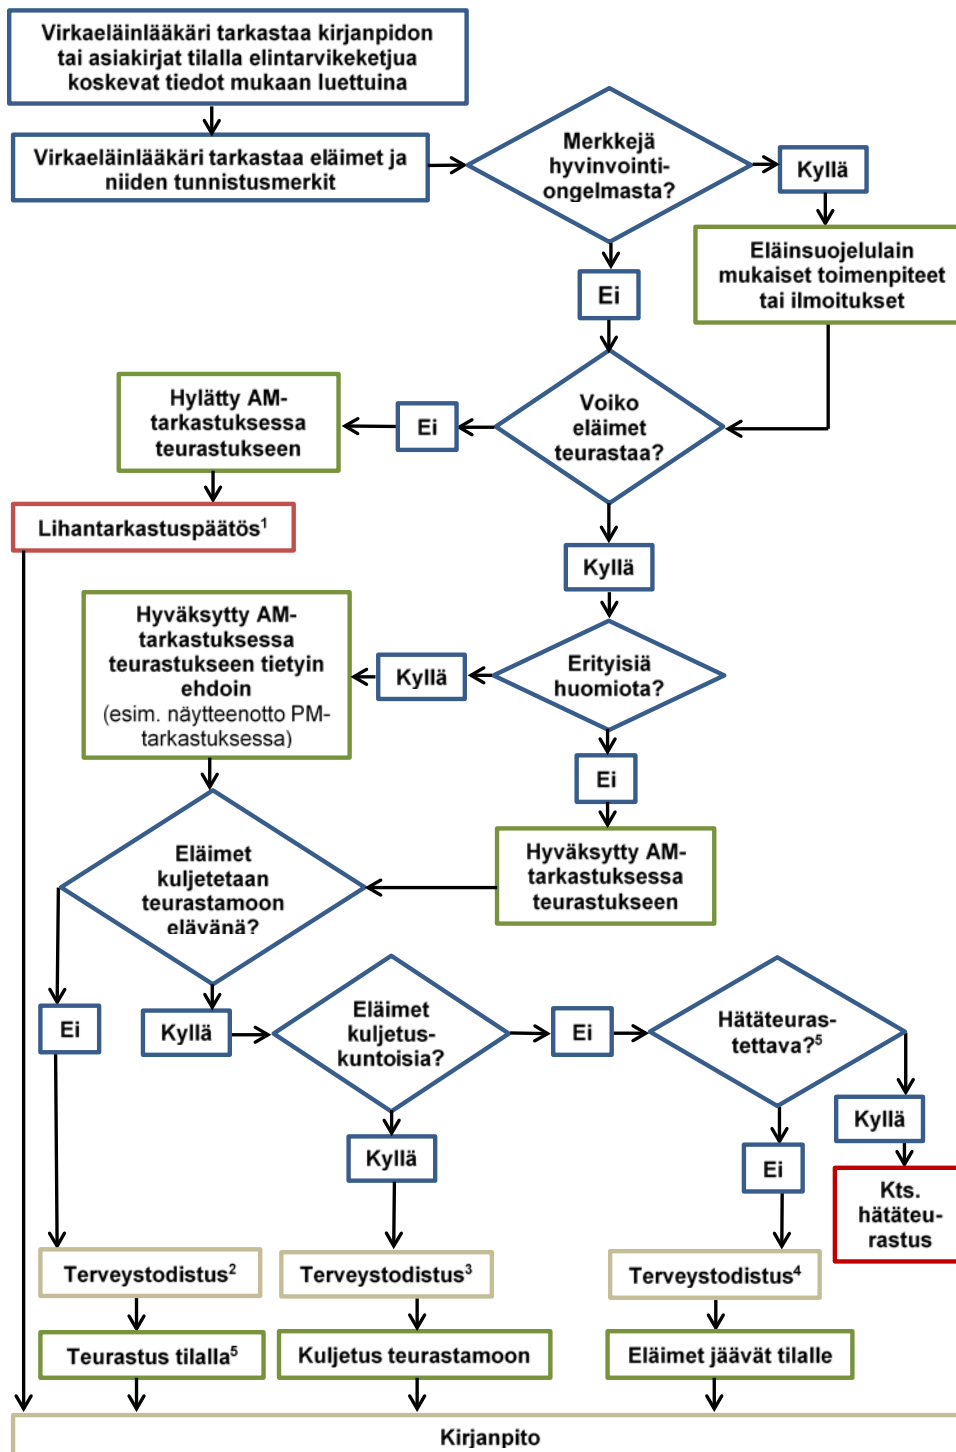 Virkaeläinlääkäri tarkastaa kirjanpidon
tai asiakirjat tilalla elintarvikeketjua
koskevat tiedot mukaan luettuina
Virkaeläinlääkäri tarkastaa eläimet ja
niiden tunnistusmerkit
Merkkejä
hyvinvointi-
ongelmasta?
Kyllä
Eläinsuojelulain
mukaiset toimenpiteet
tai ilmoitukset
Ei
Voiko
eläimet
teurastaa?
Ei
Hylätty AM-
tarkastuksessa
teurastukseen
Lihantarkastuspäätös¹
Kyllä
Erityisiä
huomiota?
Kyllä
Hyväksytty AM-
tarkastuksessa
teurastukseen tietyin
ehdoin
(esim. näytteenotto PM-
tarkastuksessa)
Ei
Hyväksytty AM-
tarkastuksessa
teurastukseen
Eläimet
kuljetetaan
teurastamoon
elävänä?
Ei
Kyllä
Eläimet
kuljetus-
kuntoisia?
Ei
Hätäteuras-
tettava?⁵
Kyllä
Kyllä
Ei
Kts.
hätäteu-
rastus
Terveystodistus²
Terveystodistus³
Terveystodistus⁴
Teurastus tilalla⁵
Kuljetus teurastamoon
Eläimet jäävät tilalle
Kirjanpito